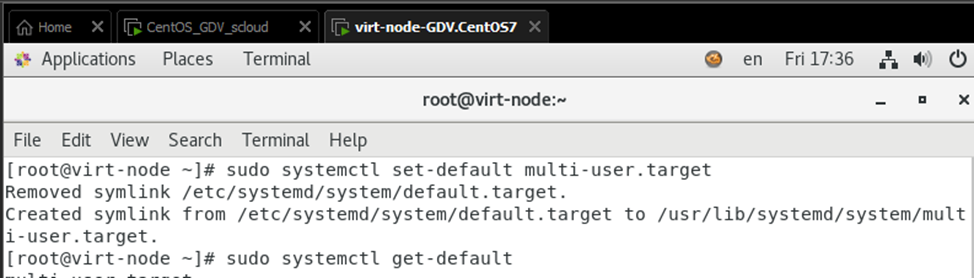 Home CentOS_GDV_scloud virt-node-GDV.CentOS7
Applications Places Terminal en Fri 17:36
root@virt-node:~
File Edit View Search Terminal Help
[root@virt-node ~]# sudo systemctl set-default multi-user.target
Removed symlink /etc/systemd/system/default.target.
Created symlink from /etc/systemd/system/default.target to /usr/lib/systemd/system/mult
i-user.target.
[root@virt-node ~]# sudo systemctl get-default
multi-user.target